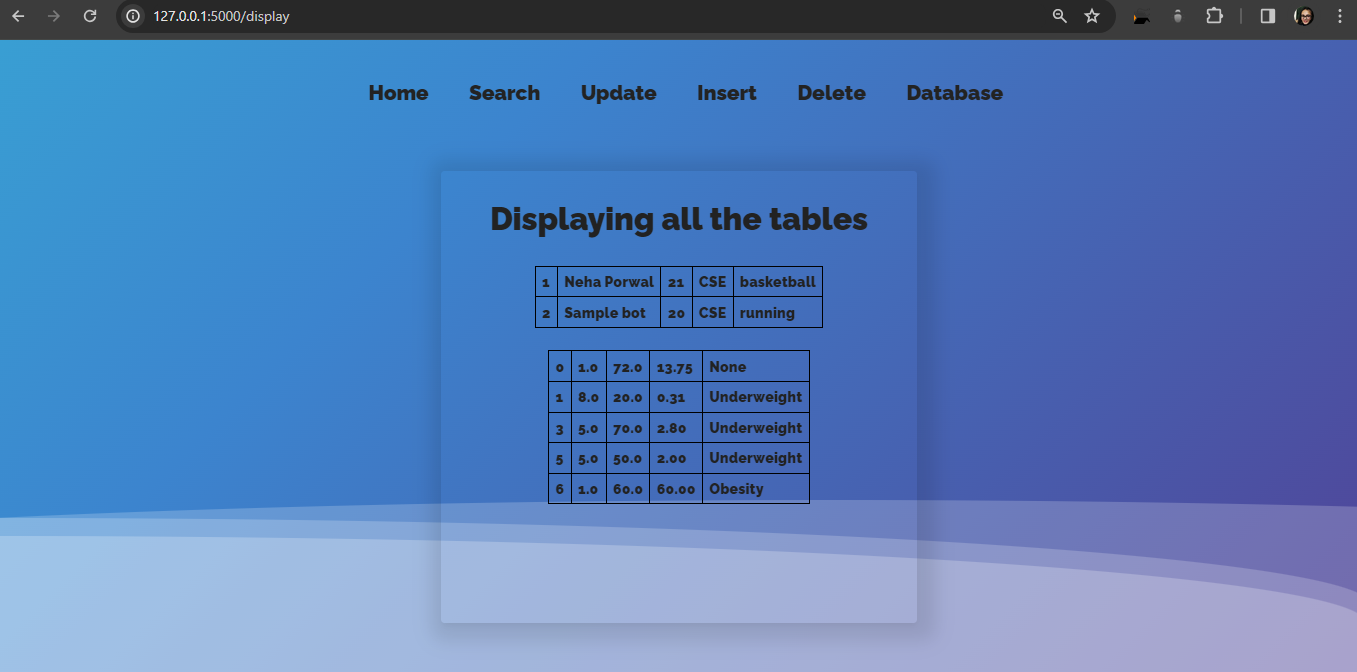 127.0.0.1:5000/display
Home Search Update Insert Delete Database
Displaying all the tables
1 Neha Porwal 21 CSE basketball
2 Sample bot 20 CSE running
0 1.0 72.0 13.75 None
1 8.0 20.0 0.31 Underweight
3 5.0 70.0 2.80 Underweight
5 5.0 50.0 2.00 Underweight
6 1.0 60.0 60.00 Obesity